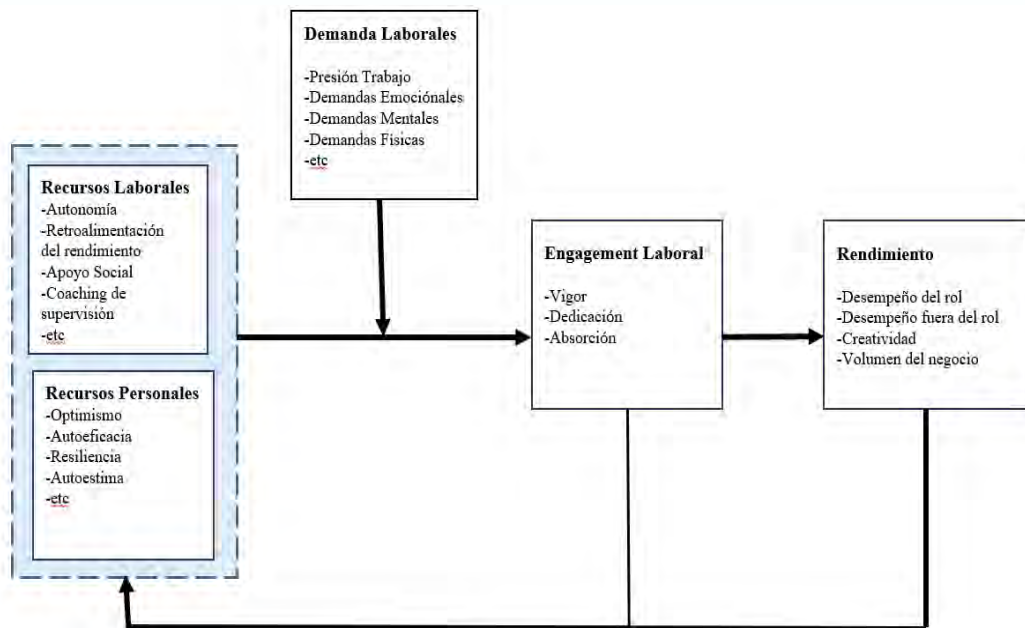 Demanda Laborales
-Presión Trabajo
-Demandas Emociónales
-Demandas Mentales
-Demandas Físicas
-etc
Recursos Laborales
-Autonomía
-Retroalimentación
del rendimiento
-Apoyo Social
-Coaching de
supervisión
-etc
Recursos Personales
-Optimismo
-Autoeficacia
-Resiliencia
-Autoestima
-etc
Engagement Laboral
-Vigor
-Dedicación
-Absorción
Rendimiento
-Desempeño del rol
-Desempeño fuera del rol
-Creatividad
-Volumen del negocio